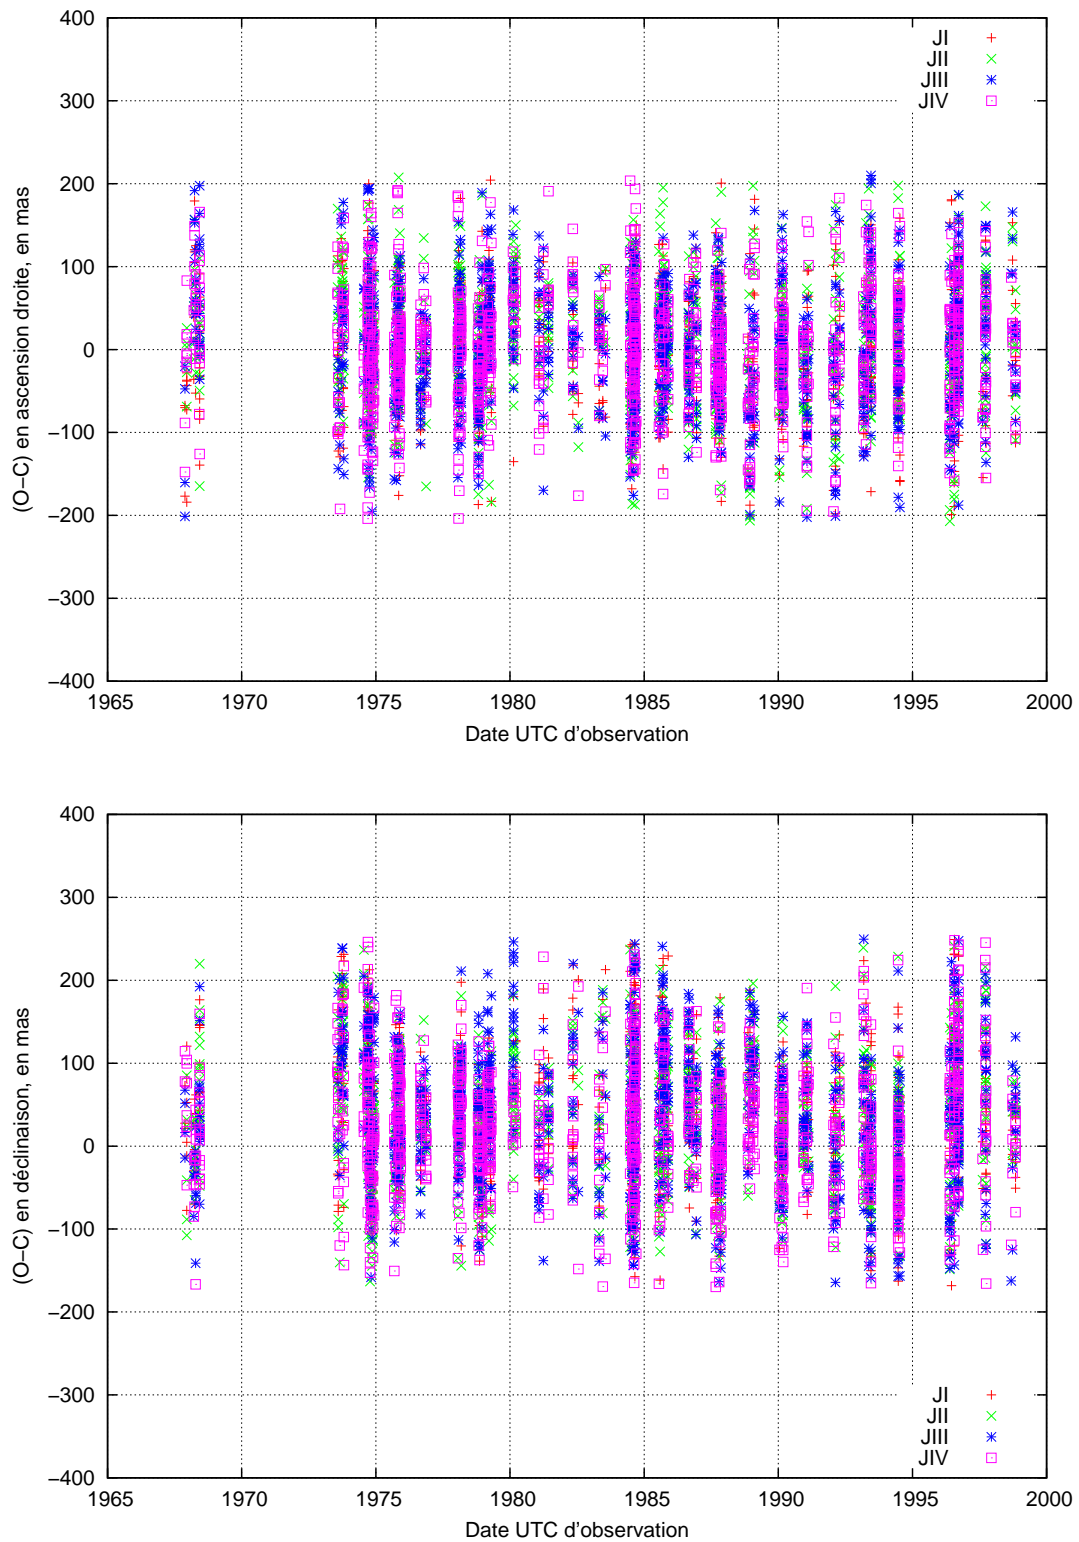 400
300
200
100
0
−100
−200
−300
−400
(O−C) en ascension droite, en mas
JI
JII
JIII
JIV
1965 1970 1975 1980 1985 1990 1995 2000
Date UTC d'observation
400
300
200
100
0
−100
−200
−300
−400
(O−C) en déclinaison, en mas
JI
JII
JIII
JIV
1965 1970 1975 1980 1985 1990 1995 2000
Date UTC d'observation